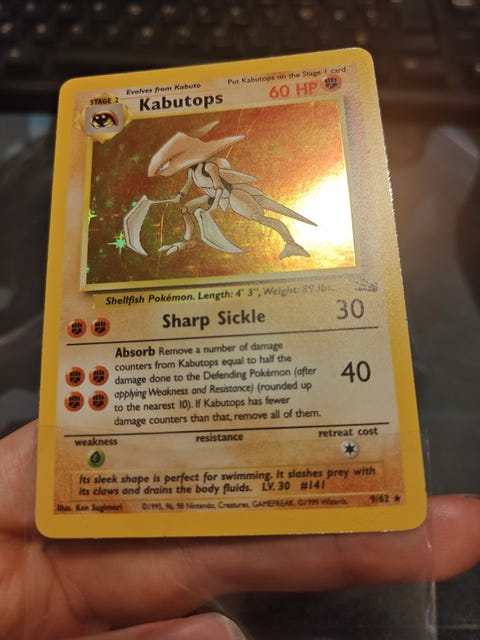 Evolves from Kabuto
Put Kabutops on the Stage 1 card
STAGE 2
Kabutops
60 HP
Shellfish Pokémon. Length: 4' 3", Weight: 89 lbs.
Sharp Sickle 30
Absorb Remove a number of damage
counters from Kabutops equal to half the
damage done to the Defending Pokémon (after
applying Weakness and Resistance) (rounded up
to the nearest 10). If Kabutops has fewer
damage counters than that, remove all of them.
40
weakness
resistance
retreat cost
Its sleek shape is perfect for swimming. It slashes prey with
its claws and drains the body fluids. LV. 30 #141
Illus. Ken Sugimori
©1995, 96, 98 Nintendo, Creatures, GAMEFREAK. ©1999 Wizards.
9/62